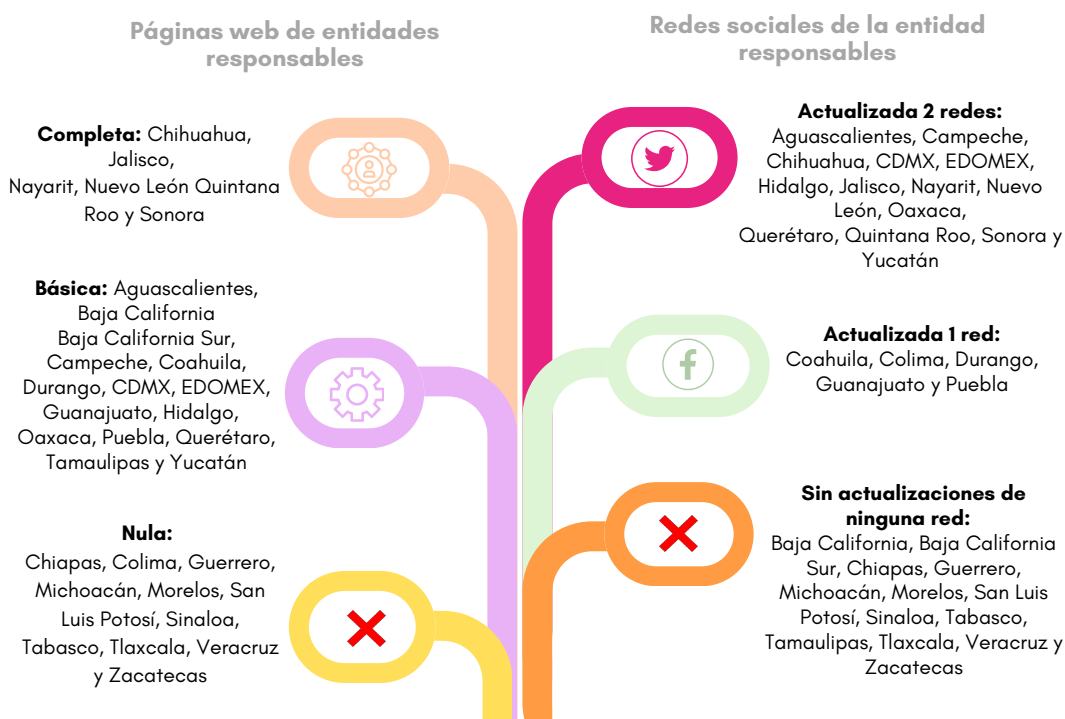 Páginas web de entidades
responsables
Completa: Chihuahua,
Jalisco,
Nayarit, Nuevo León Quintana
Roo y Sonora
Básica: Aguascalientes,
Baja California
Baja California Sur,
Campeche, Coahuila,
Durango, CDMX, EDOMEX,
Guanajuato, Hidalgo,
Oaxaca, Puebla, Querétaro,
Tamaulipas y Yucatán
Nula:
Chiapas, Colima, Guerrero,
Michoacán, Morelos, San
Luis Potosí, Sinaloa,
Tabasco, Tlaxcala, Veracruz
y Zacatecas
Redes sociales de la entidad
responsables
Actualizada 2 redes:
Aguascalientes, Campeche,
Chihuahua, CDMX, EDOMEX,
Hidalgo, Jalisco, Nayarit, Nuevo
León, Oaxaca,
Querétaro, Quintana Roo, Sonora y
Yucatán
Actualizada 1 red:
Coahuila, Colima, Durango,
Guanajuato y Puebla
Sin actualizaciones de
ninguna red:
Baja California, Baja California
Sur, Chiapas, Guerrero,
Michoacán, Morelos, San Luis
Potosí, Sinaloa, Tabasco,
Tamaulipas, Tlaxcala, Veracruz y
Zacatecas